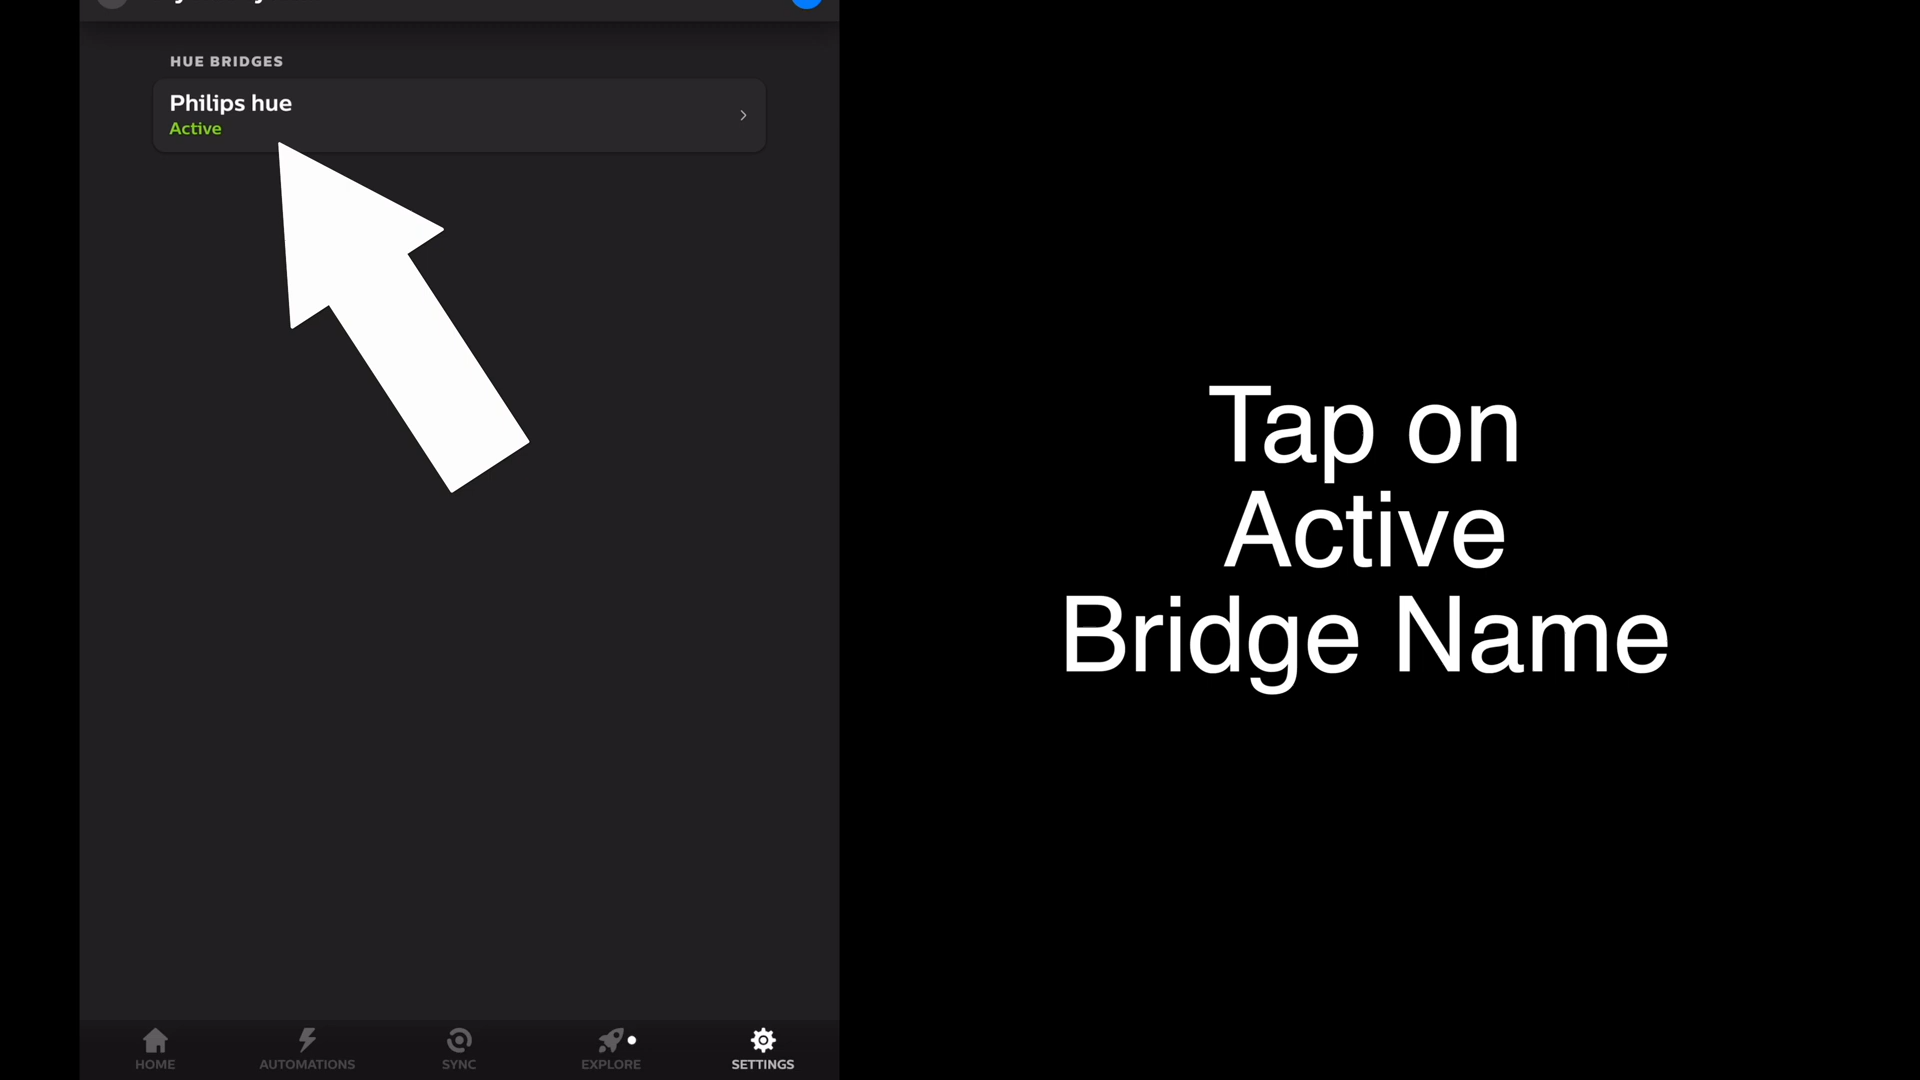 HUE BRIDGES
Philips hue
Active
Tap on
Active
Bridge Name
HOME
AUTOMATIONS
SYNC
EXPLORE
SETTINGS